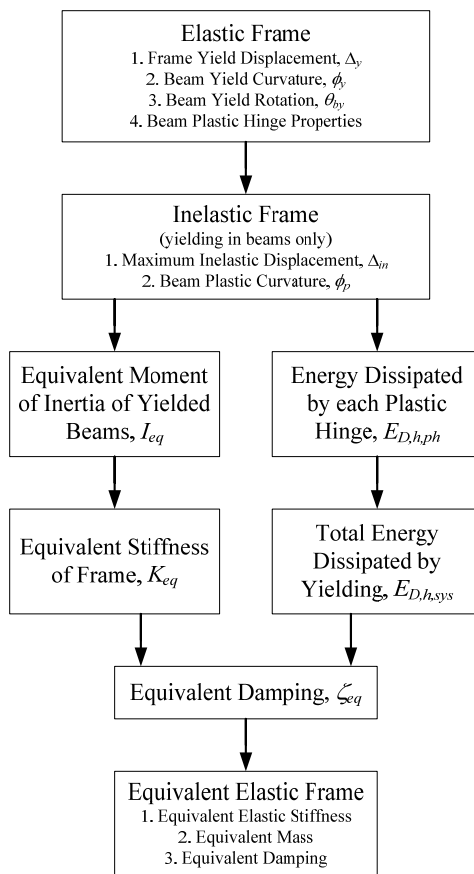 Elastic Frame
1. Frame Yield Displacement, Δy
2. Beam Yield Curvature, ϕy
3. Beam Yield Rotation, θby
4. Beam Plastic Hinge Properties
Inelastic Frame
(yielding in beams only)
1. Maximum Inelastic Displacement, Δin
2. Beam Plastic Curvature, ϕp
Equivalent Moment
of Inertia of Yielded
Beams, Ieq
Energy Dissipated
by each Plastic
Hinge, ED,h,ph
Equivalent Stiffness
of Frame, Keq
Total Energy
Dissipated by
Yielding, ED,h,sys
Equivalent Damping, ζeq
Equivalent Elastic Frame
1. Equivalent Elastic Stiffness
2. Equivalent Mass
3. Equivalent Damping